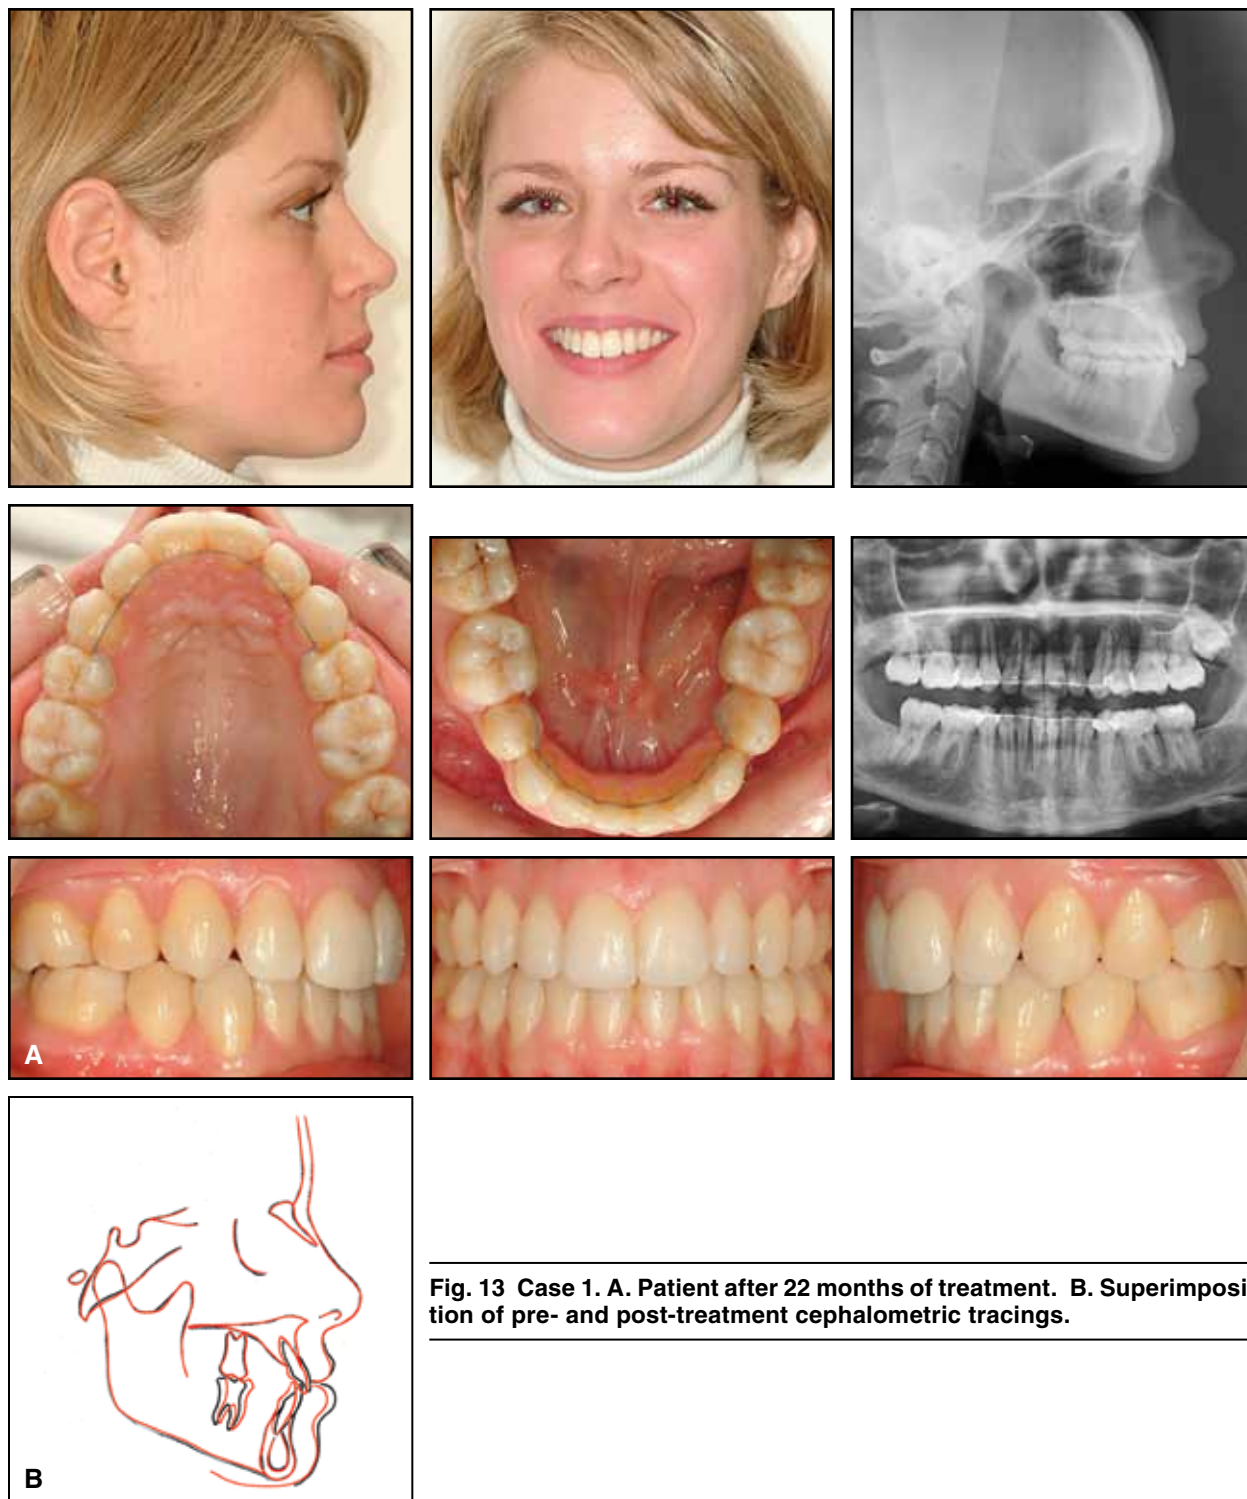 A
B
Fig. 13 Case 1. A. Patient after 22 months of treatment. B. Superimposi
tion of pre- and post-treatment cephalometric tracings.